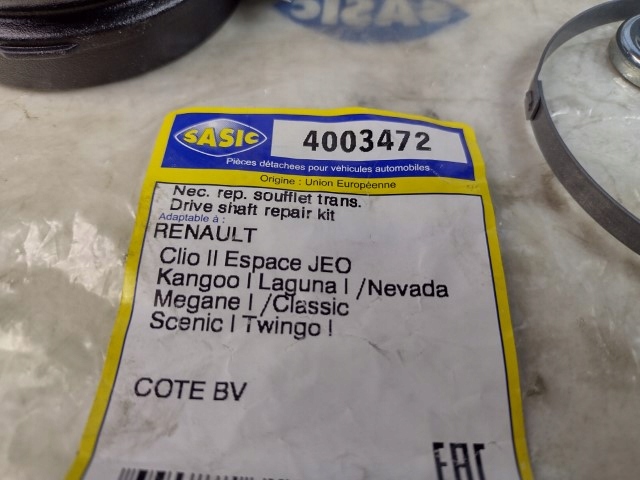 SASIC
SASIC 4003472
Pièces détachées pour véhicules automobiles.
Origine : Union Européenne
Nec. rep. soufflet trans.
Drive shaft repair kit
Adaptable à :
RENAULT
Clio II Espace JEO
Kangoo I Laguna I /Nevada
Megane I /Classic
Scenic I Twingo I
COTE BV
EAC